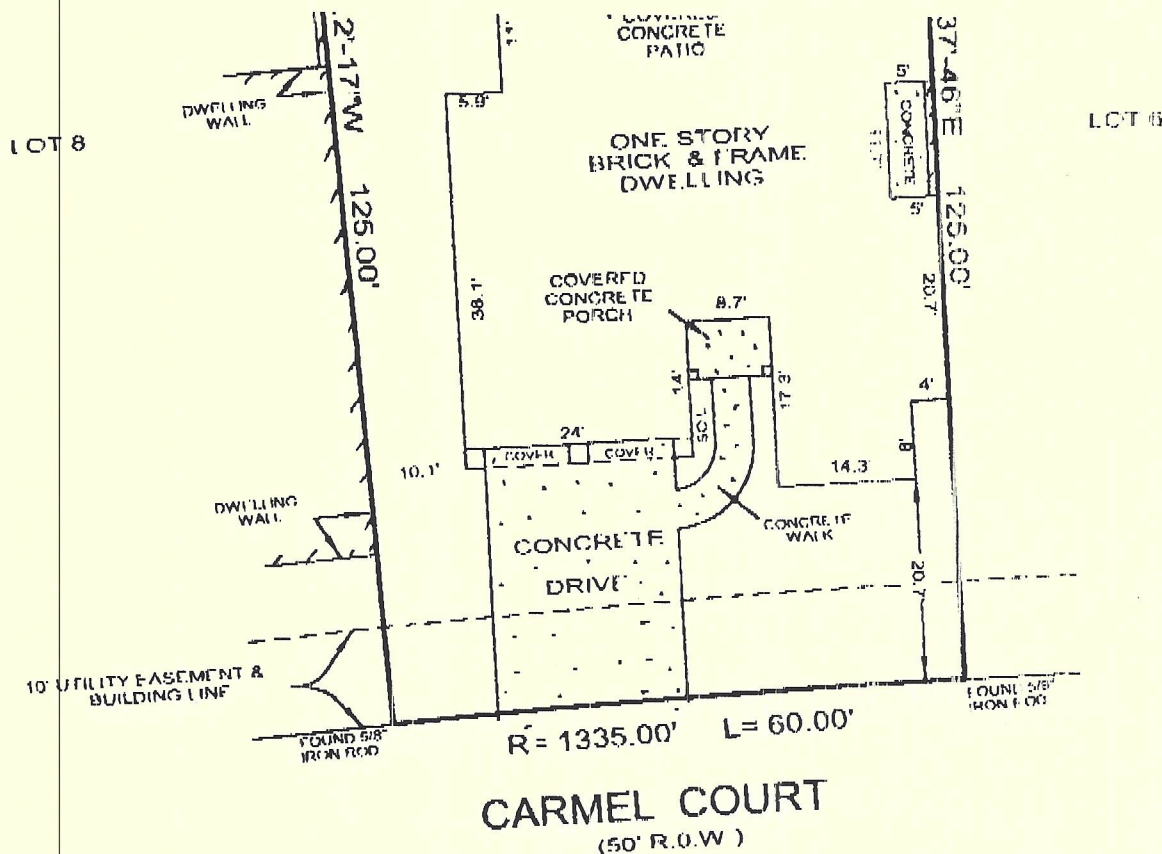 COVERED
CONCRETE
PATIO
2'-17"W 125.00'
37'-46"E 125.00'
5.9'
5'
CONCRETE
5'
DWELLING
WALL
LOT 8
LOT 6
ONE STORY
BRICK & FRAME
DWELLING
38.1'
20.7'
COVERED
CONCRETE
PORCH
8.7'
14'
17.3'
4'
SOIL
24'
COVER
COVER
10.1'
14.3'
8'
DWELLING
WALL
CONCRETE
WALK
CONCRETE
DRIVE
20.7'
10' UTILITY EASEMENT &
BUILDING LINE
FOUND 5/8"
IRON ROD
FOUND 5/8"
IRON ROD
R = 1335.00' L= 60.00'
CARMEL COURT
(50' R.O.W )